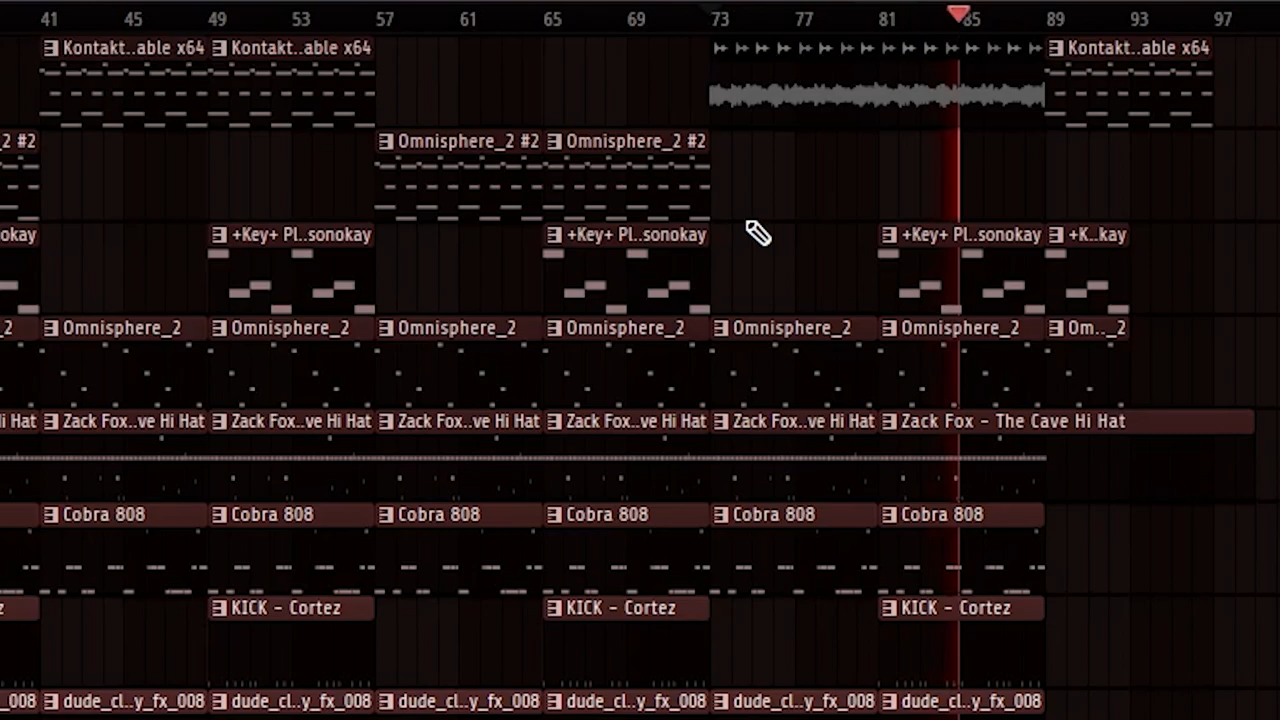 41 45 49 53 57 61 65 69 73 77 81 85 89 93 97
Kontakt..able x64 Kontakt..able x64 Kontakt..able x64
_2 #2 Omnisphere_2 #2 Omnisphere_2 #2
okay +Key+ Pl..sonokay +Key+ Pl..sonokay +Key+ Pl..sonokay +K..kay
_2 Omnisphere_2 Omnisphere_2 Omnisphere_2 Omnisphere_2 Omnisphere_2 Omnisphere_2 Om.._2
i Hat Zack Fox..ve Hi Hat Zack Fox..ve Hi Hat Zack Fox..ve Hi Hat Zack Fox..ve Hi Hat Zack Fox..ve Hi Hat Zack Fox - The Cave Hi Hat
Cobra 808 Cobra 808 Cobra 808 Cobra 808 Cobra 808 Cobra 808
z KICK - Cortez KICK - Cortez KICK - Cortez
_008 dude_cl..y_fx_008 dude_cl..y_fx_008 dude_cl..y_fx_008 dude_cl..y_fx_008 dude_cl..y_fx_008 dude_cl..y_fx_008